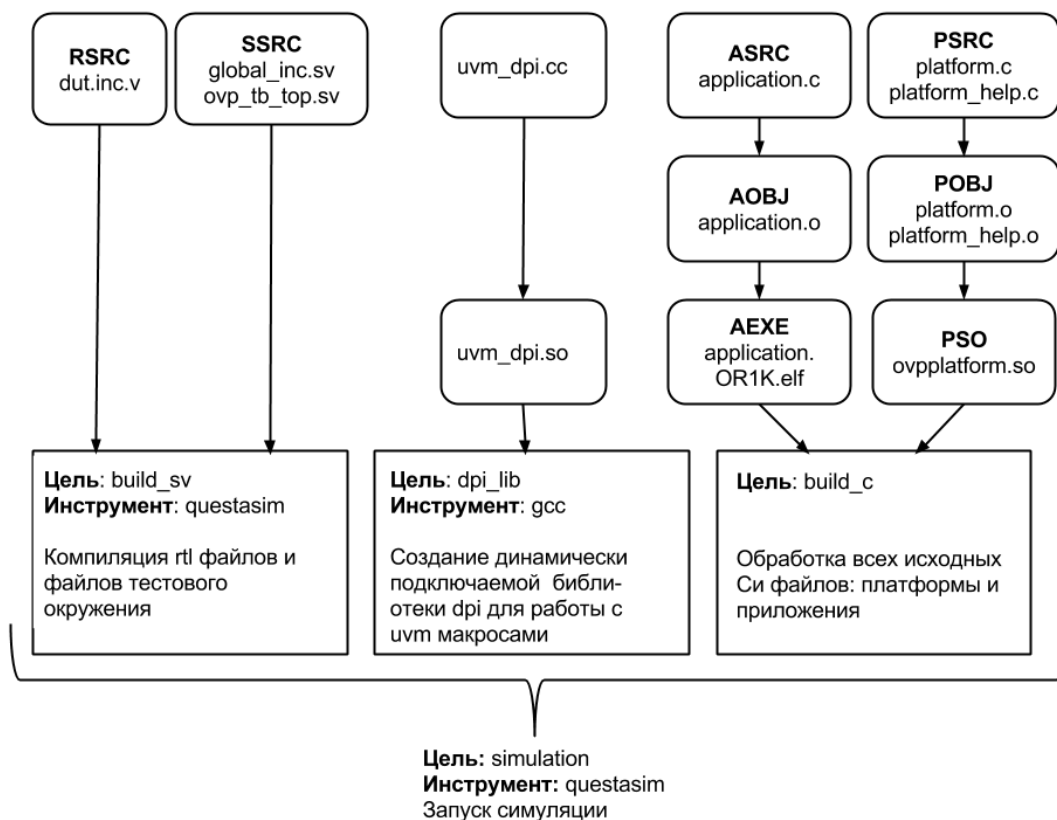 RSRC
dut.inc.v
SSRC
global_inc.sv
ovp_tb_top.sv
uvm_dpi.cc
ASRC
application.c
PSRC
platform.c
platform_help.c
AOBJ
application.o
POBJ
platform.o
platform_help.o
uvm_dpi.so
AEXE
application.
OR1K.elf
PSO
ovpplatform.so
Цель: build_sv
Инструмент: questasim
Компиляция rtl файлов и
файлов тестового
окружения
Цель: dpi_lib
Инструмент: gcc
Создание динамически
подключаемой библи-
отеки dpi для работы с
uvm макросами
Цель: build_c
Обработка всех исходных
Си файлов: платформы и
приложения
Цель: simulation
Инструмент: questasim
Запуск симуляции